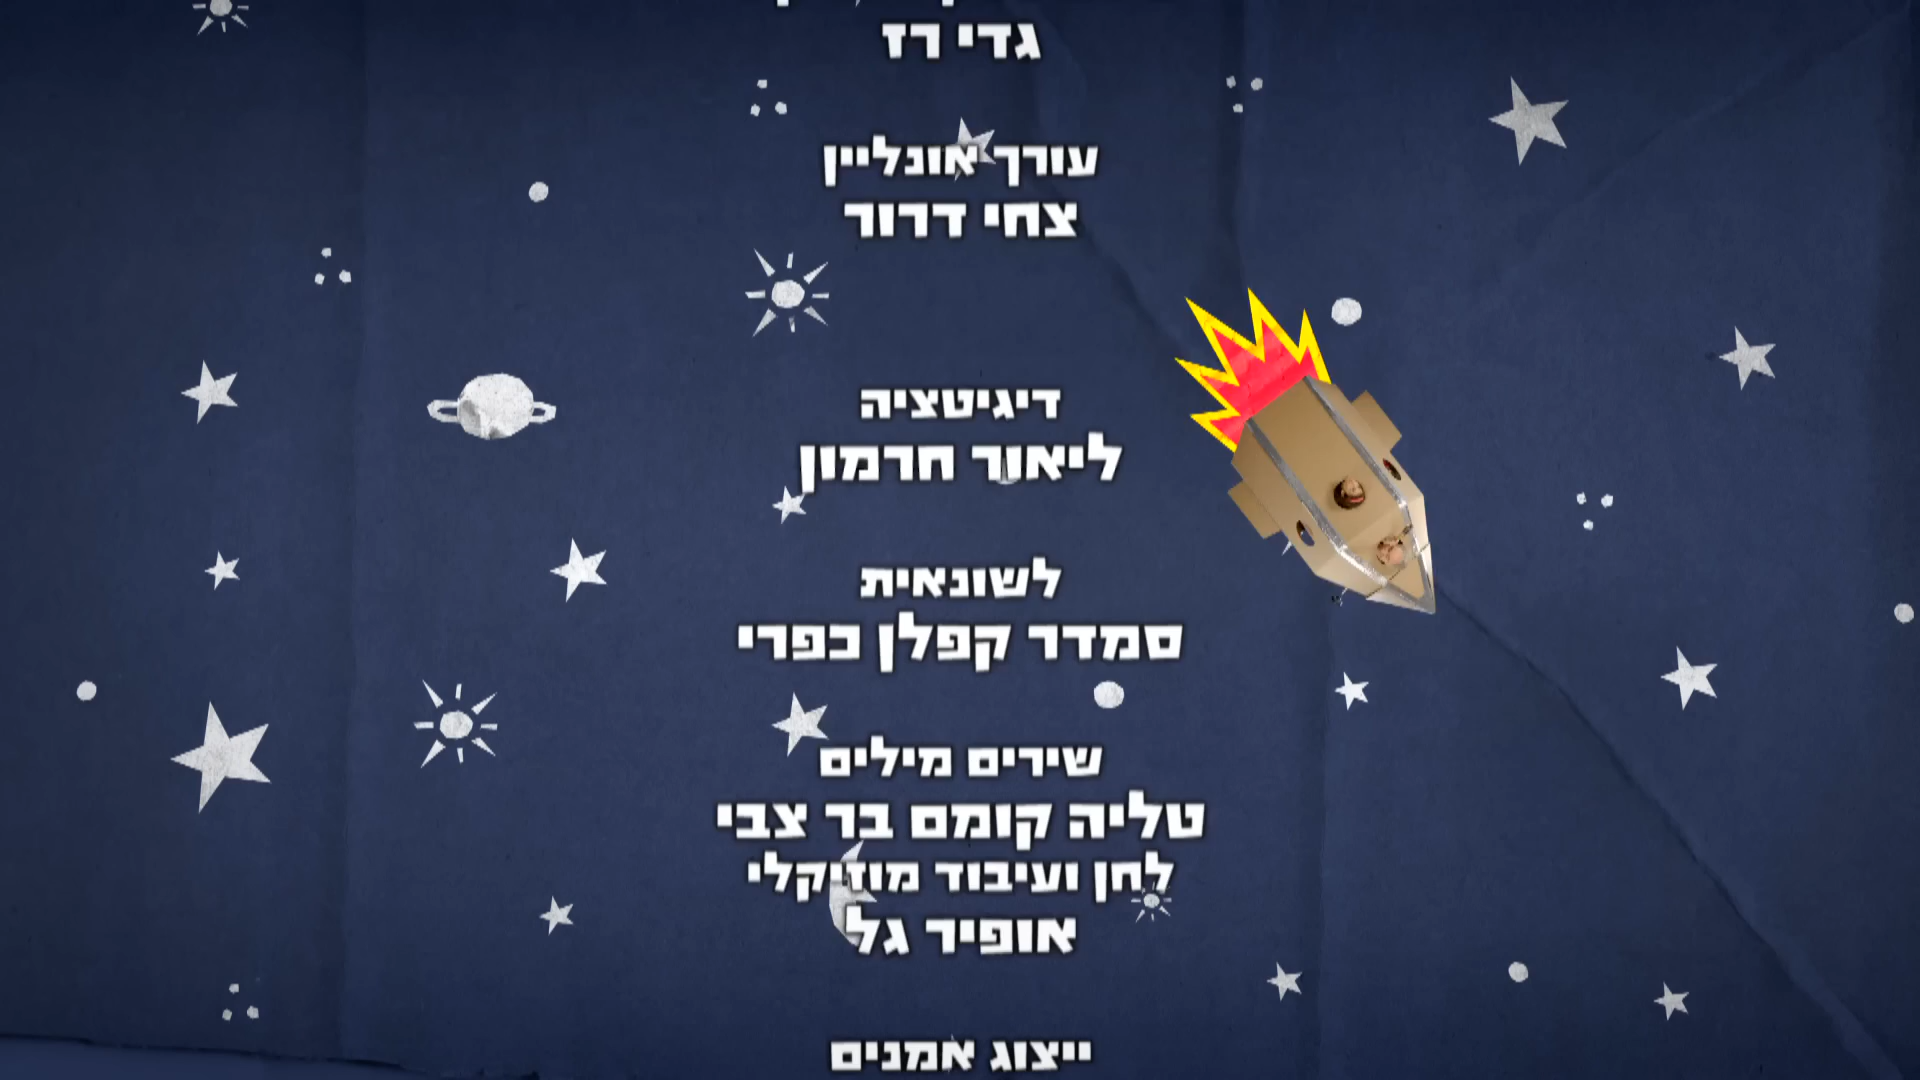 גדי רז
עורך אונליין
צחי דרור
דיגיטציה
ליאור חרמון
לשונאית
סמדר קפלן כפרי
שירים מילים
טליה קומם בר צבי
לחן ועיבוד מוזיקלי
אופיר גל
ייצוג אמנים